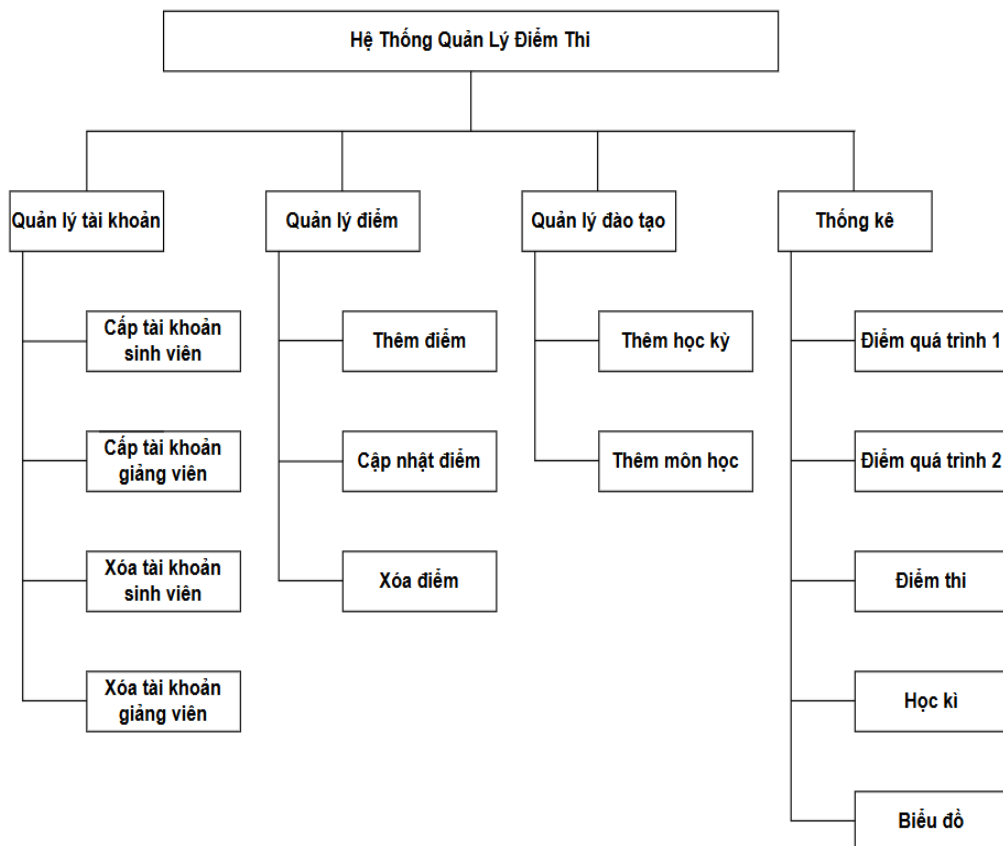 Hệ Thống Quản Lý Điểm Thi
Quản lý tài khoản
Quản lý điểm
Quản lý đào tạo
Thống kê
Cấp tài khoản
sinh viên
Thêm điểm
Thêm học kỳ
Điểm quá trình 1
Cấp tài khoản
giảng viên
Cập nhật điểm
Thêm môn học
Điểm quá trình 2
Xóa tài khoản
sinh viên
Xóa điểm
Điểm thi
Xóa tài khoản
giảng viên
Học kì
Biểu đồ